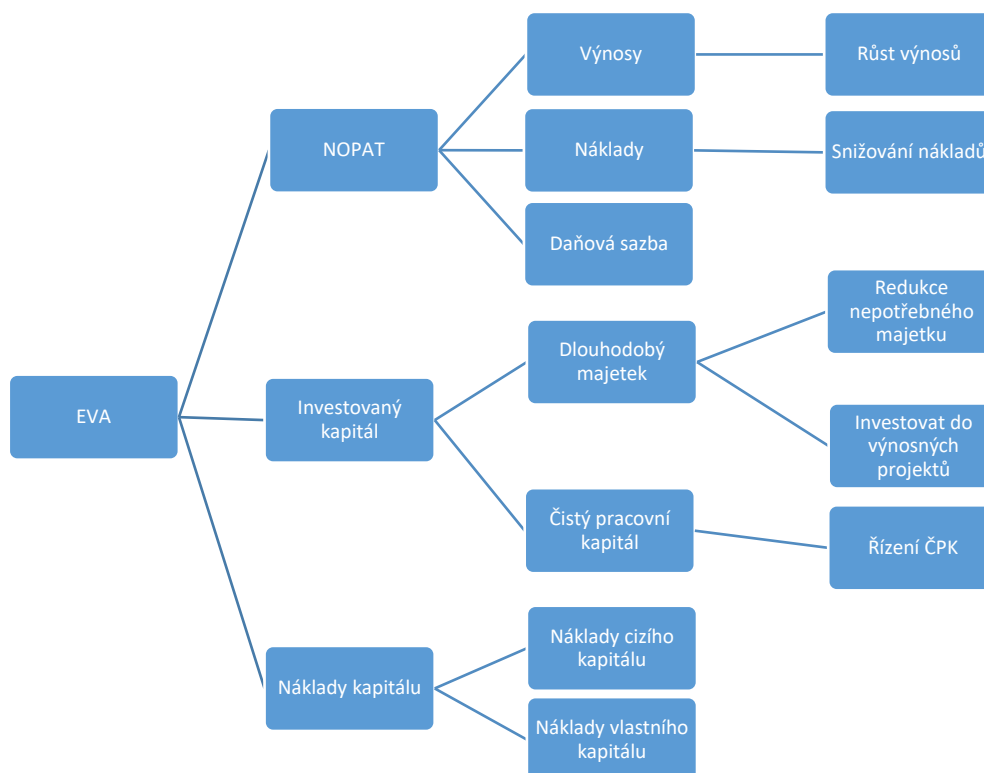 Výnosy
Růst výnosů
NOPAT
Náklady
Snižování nákladů
Daňová sazba
Redukce
nepotřebného
majetku
Dlouhodobý
majetek
EVA
Investovaný
kapitál
Investovat do
výnosných
projektů
Čistý pracovní
kapitál
Řízení ČPK
Náklady cizího
kapitálu
Náklady kapitálu
Náklady vlastního
kapitálu